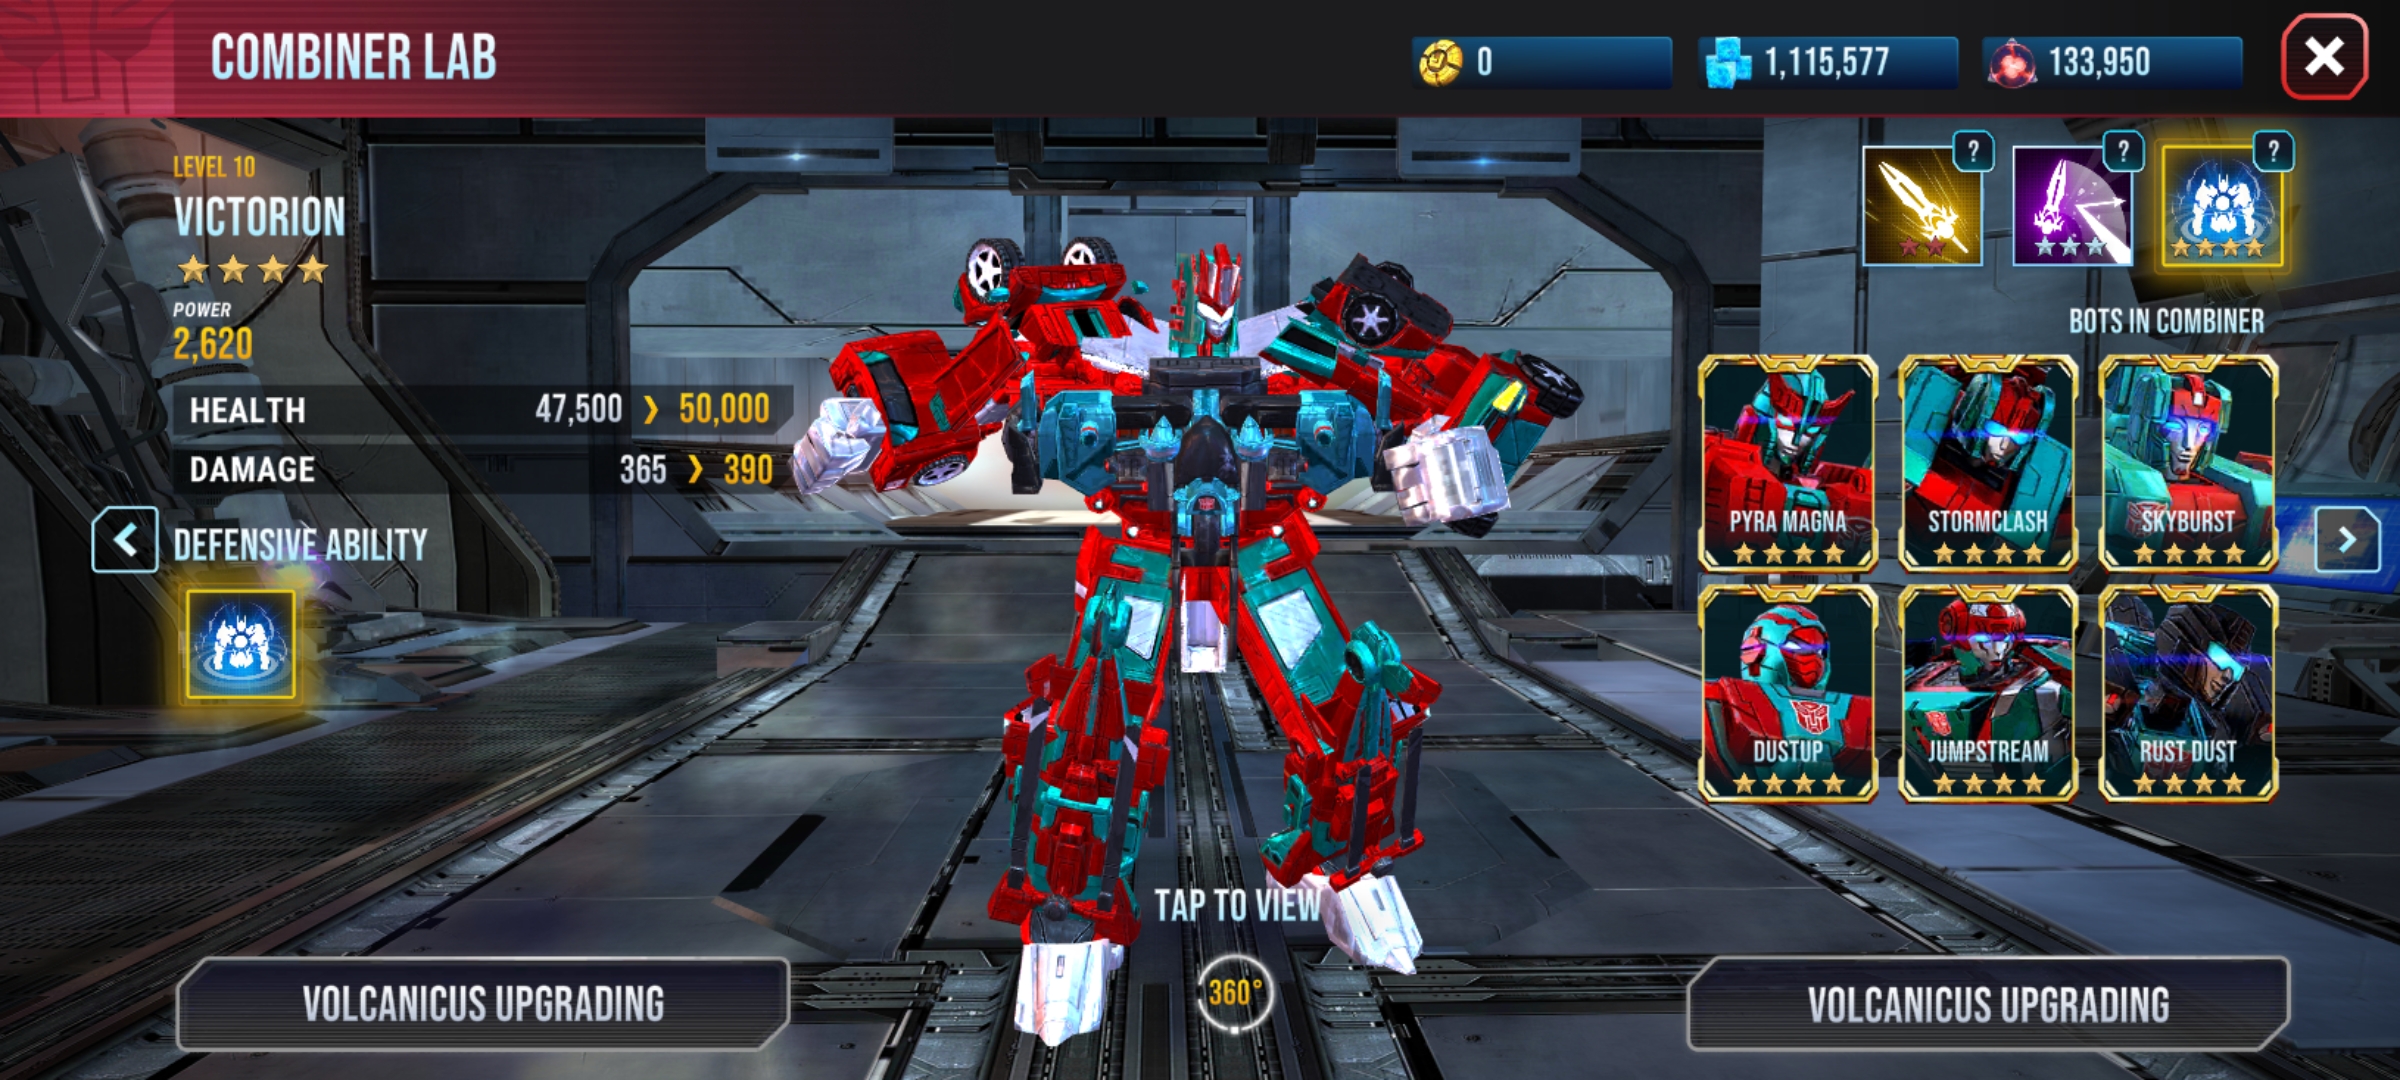 COMBINER LAB
0
1,115,577
133,950
LEVEL 10
VICTORION
POWER
2,620
HEALTH 47,500 50,000
DAMAGE 365 390
DEFENSIVE ABILITY
? ? ?
BOTS IN COMBINER
PYRA MAGNA
STORMCLASH
SKYBURST
DUSTUP
JUMPSTREAM
RUST DUST
TAP TO VIEW
360°
VOLCANICUS UPGRADING
VOLCANICUS UPGRADING